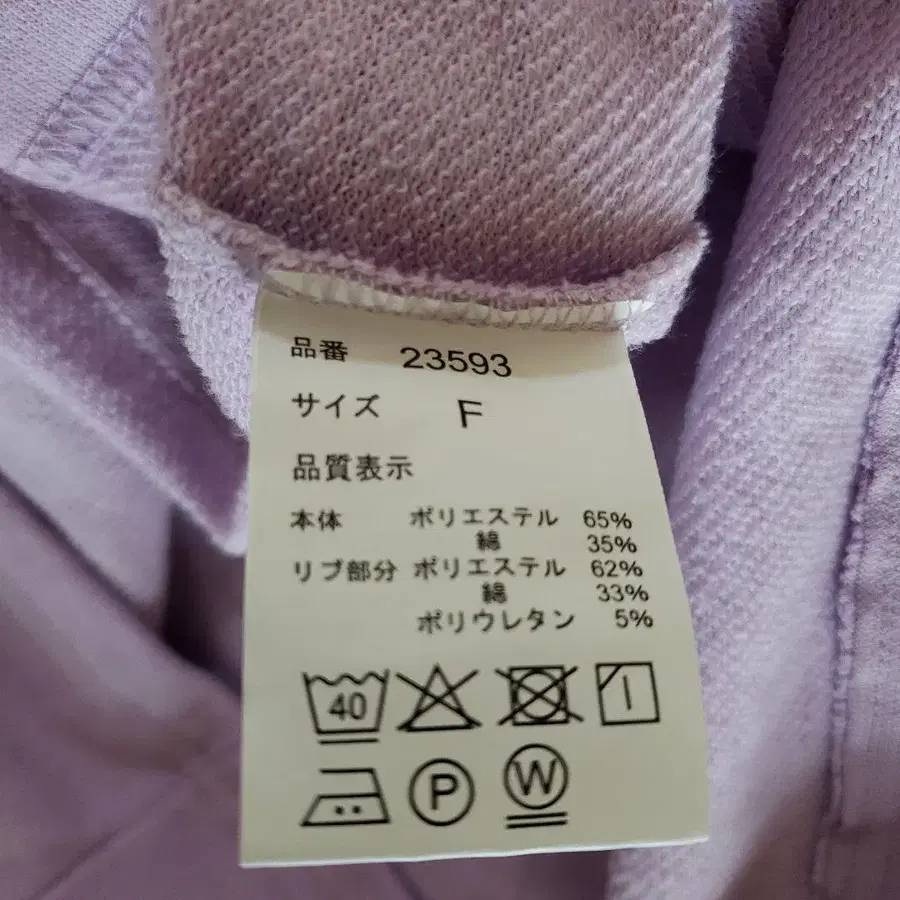 品番 23593
サイズ F
品質表示
本体 ポリエステル 65%
綿 35%
リブ部分 ポリエステル 62%
綿 33%
ポリウレタン 5%
40
P W